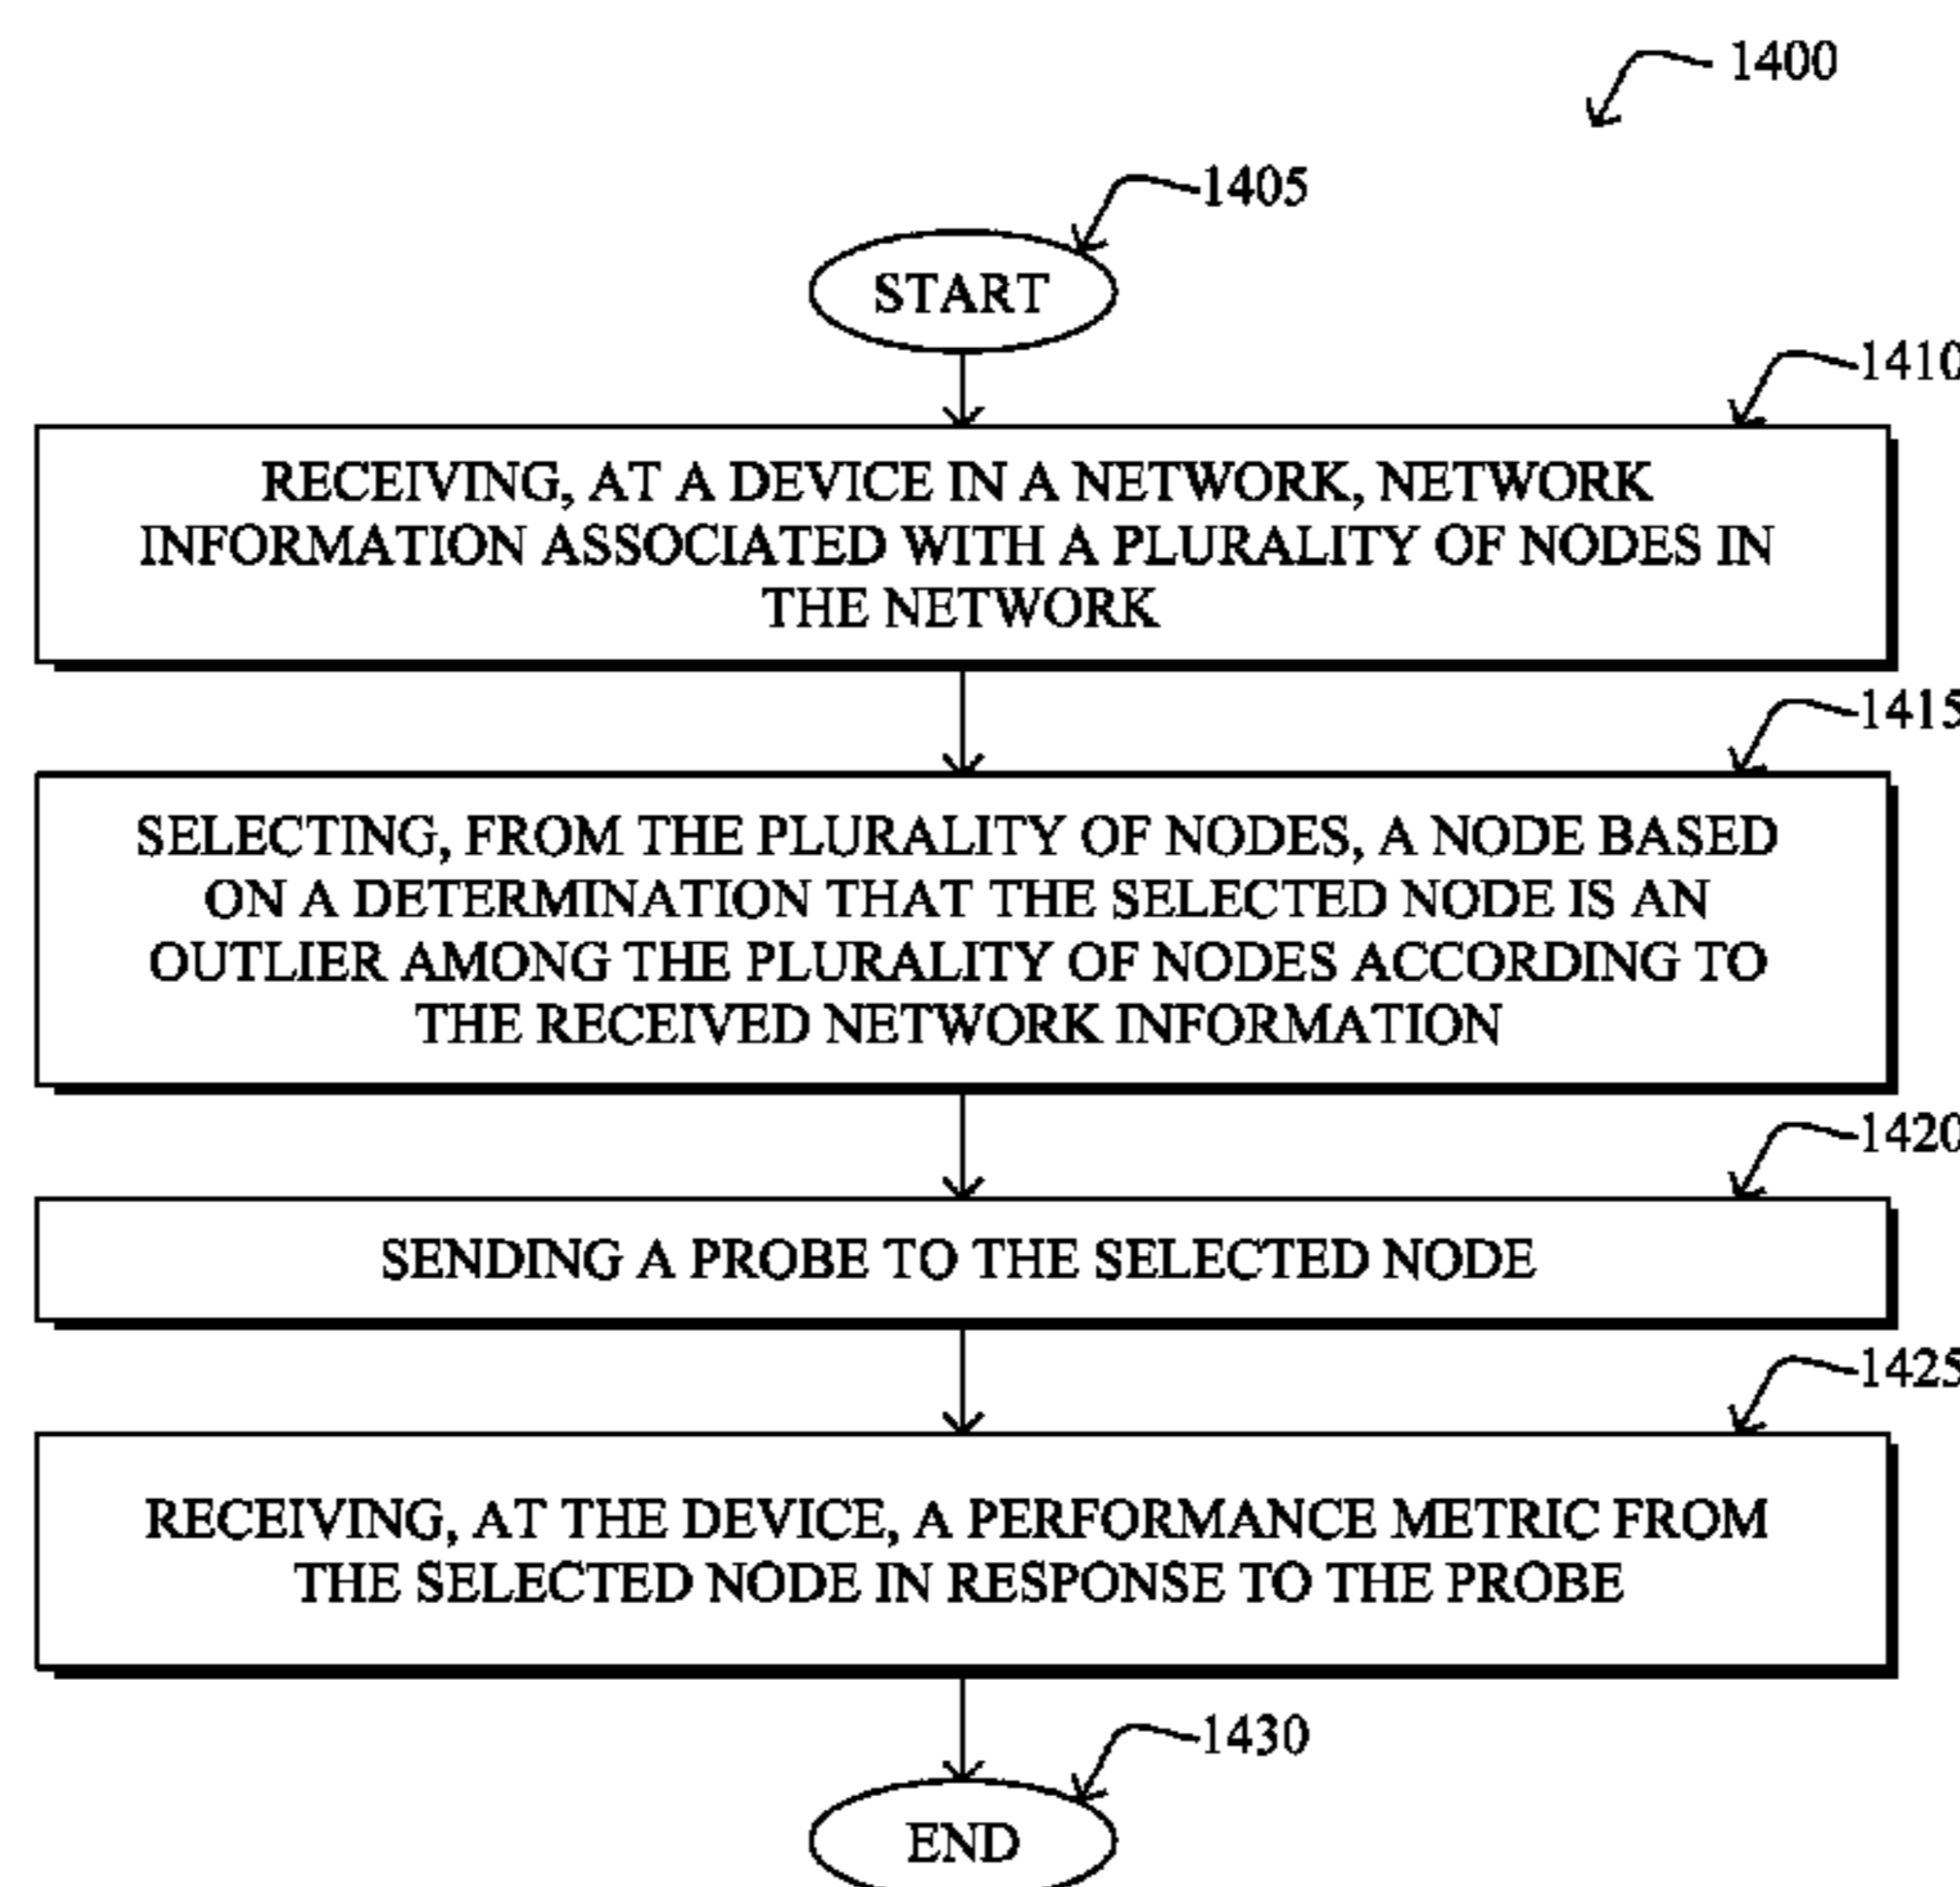 1400
1405
START
1410
RECEIVING, AT A DEVICE IN A NETWORK, NETWORK
INFORMATION ASSOCIATED WITH A PLURALITY OF NODES IN
THE NETWORK
1415
SELECTING, FROM THE PLURALITY OF NODES, A NODE BASED
ON A DETERMINATION THAT THE SELECTED NODE IS AN
OUTLIER AMONG THE PLURALITY OF NODES ACCORDING TO
THE RECEIVED NETWORK INFORMATION
1420
SENDING A PROBE TO THE SELECTED NODE
1425
RECEIVING, AT THE DEVICE, A PERFORMANCE METRIC FROM
THE SELECTED NODE IN RESPONSE TO THE PROBE
1430
END